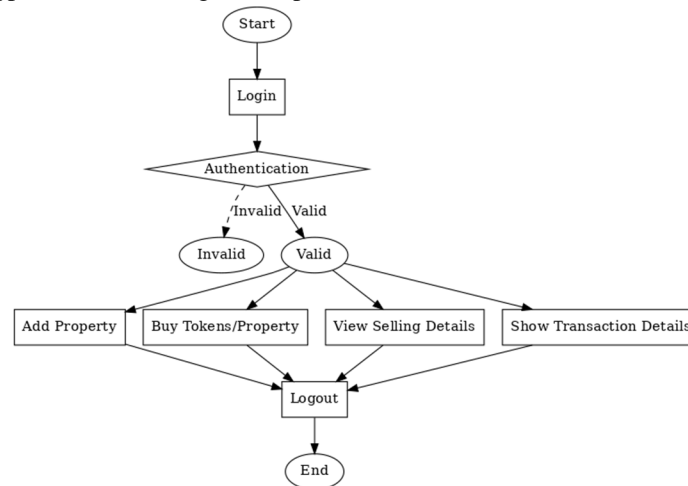 Start
Login
Authentication
Invalid
Valid
Invalid
Valid
Add Property
Buy Tokens/Property
View Selling Details
Show Transaction Details
Logout
End